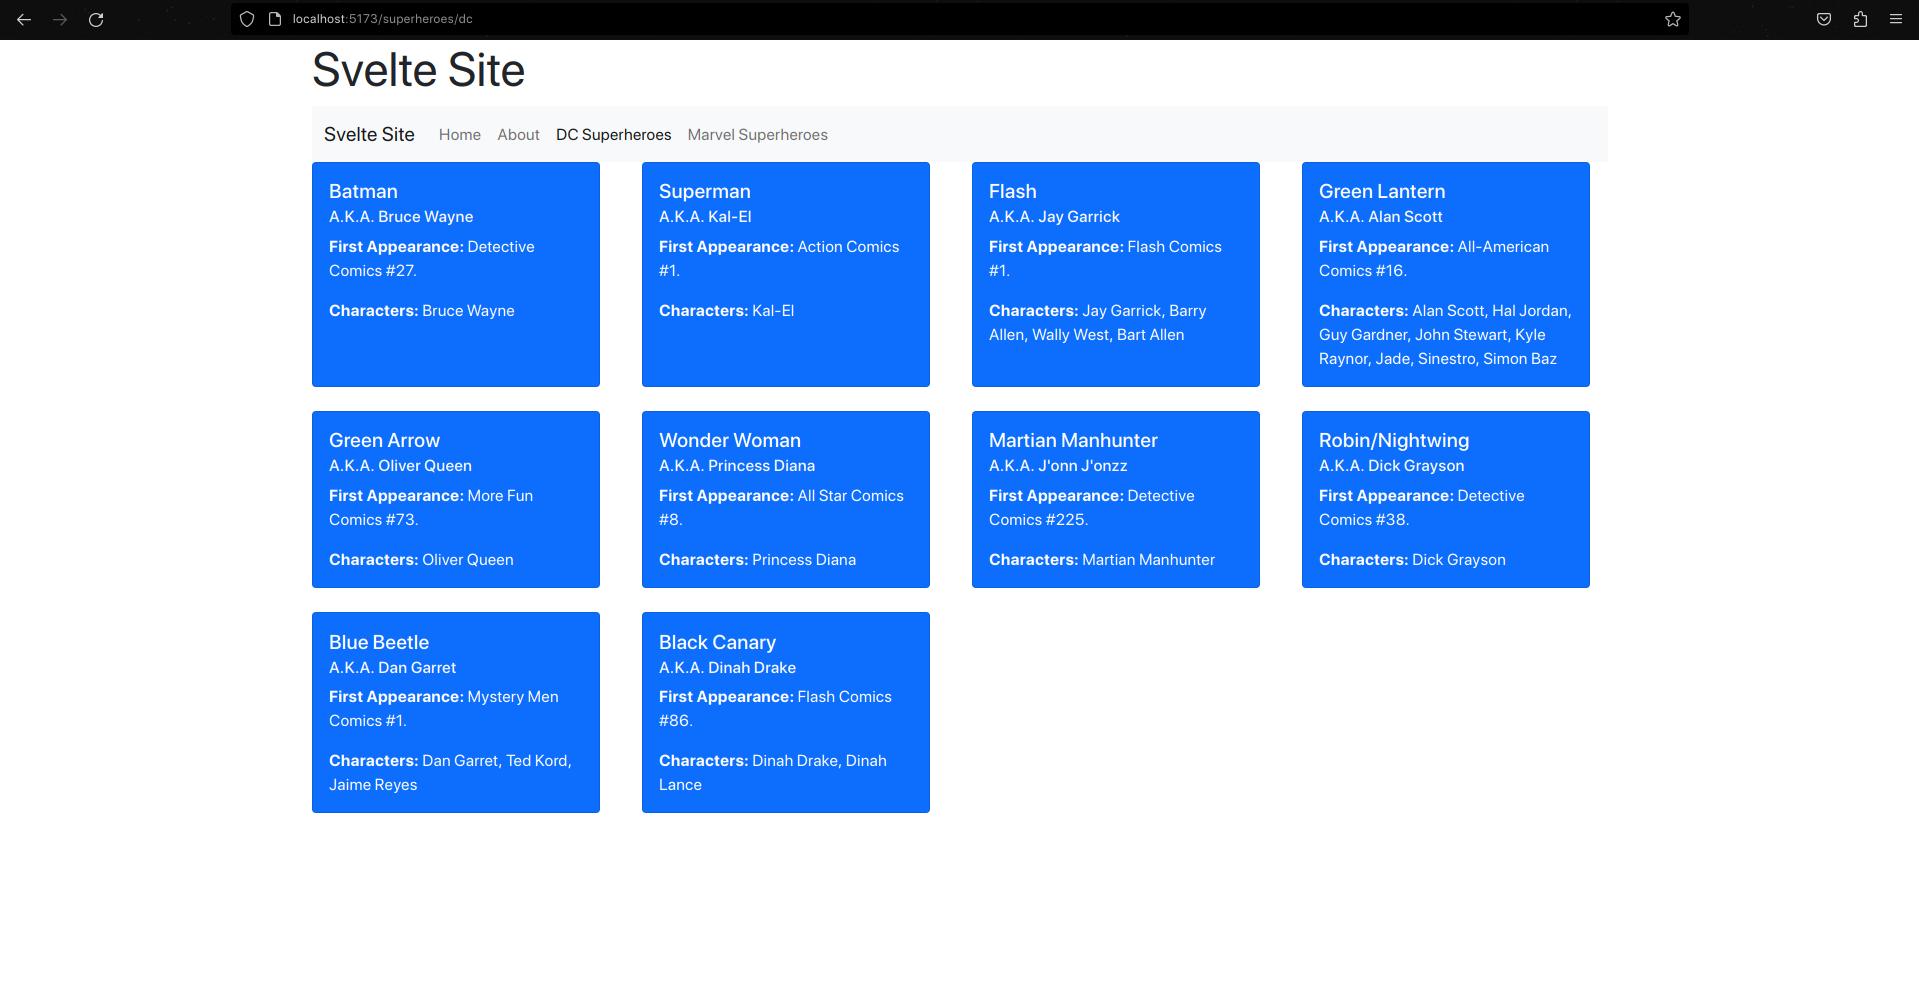 localhost:5173/superheroes/dc
Svelte Site
Svelte Site Home About DC Superheroes Marvel Superheroes
Batman
A.K.A. Bruce Wayne
First Appearance: Detective
Comics #27.
Characters: Bruce Wayne
Superman
A.K.A. Kal-El
First Appearance: Action Comics
#1.
Characters: Kal-El
Flash
A.K.A. Jay Garrick
First Appearance: Flash Comics
#1.
Characters: Jay Garrick, Barry
Allen, Wally West, Bart Allen
Green Lantern
A.K.A. Alan Scott
First Appearance: All-American
Comics #16.
Characters: Alan Scott, Hal Jordan,
Guy Gardner, John Stewart, Kyle
Raynor, Jade, Sinestro, Simon Baz
Green Arrow
A.K.A. Oliver Queen
First Appearance: More Fun
Comics #73.
Characters: Oliver Queen
Wonder Woman
A.K.A. Princess Diana
First Appearance: All Star Comics
#8.
Characters: Princess Diana
Martian Manhunter
A.K.A. J'onn J'onzz
First Appearance: Detective
Comics #225.
Characters: Martian Manhunter
Robin/Nightwing
A.K.A. Dick Grayson
First Appearance: Detective
Comics #38.
Characters: Dick Grayson
Blue Beetle
A.K.A. Dan Garret
First Appearance: Mystery Men
Comics #1.
Characters: Dan Garret, Ted Kord,
Jaime Reyes
Black Canary
A.K.A. Dinah Drake
First Appearance: Flash Comics
#86.
Characters: Dinah Drake, Dinah
Lance